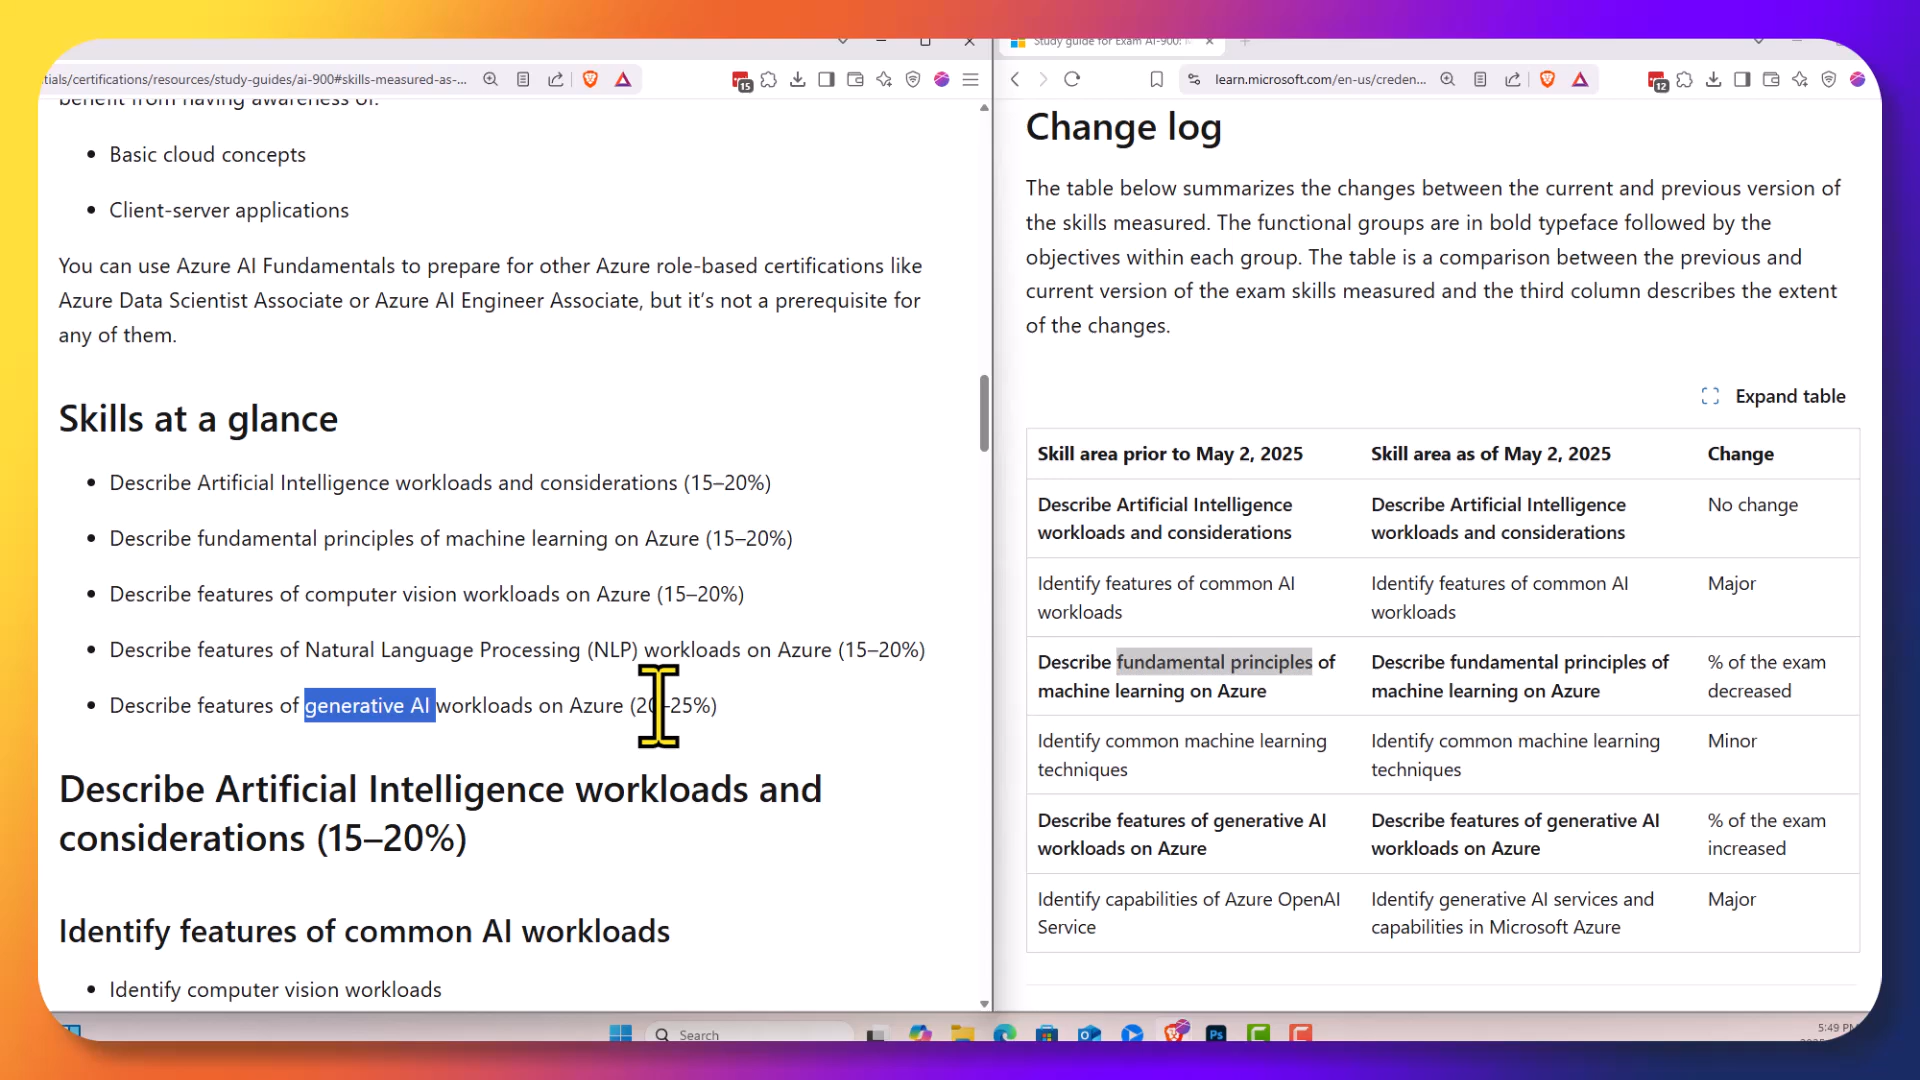 tials/certifications/resources/study-guides/ai-900#skills-measured-as-...
15
benefit from having awareness of:
Basic cloud concepts
Client-server applications
You can use Azure AI Fundamentals to prepare for other Azure role-based certifications like
Azure Data Scientist Associate or Azure AI Engineer Associate, but it's not a prerequisite for
any of them.
Skills at a glance
Describe Artificial Intelligence workloads and considerations (15–20%)
Describe fundamental principles of machine learning on Azure (15–20%)
Describe features of computer vision workloads on Azure (15–20%)
Describe features of Natural Language Processing (NLP) workloads on Azure (15–20%)
Describe features of generative AI workloads on Azure (20–25%)
Describe Artificial Intelligence workloads and
considerations (15–20%)
Identify features of common AI workloads
Identify computer vision workloads
Study guide for Exam AI-900:
learn.microsoft.com/en-us/creden...
12
Change log
The table below summarizes the changes between the current and previous version of
the skills measured. The functional groups are in bold typeface followed by the
objectives within each group. The table is a comparison between the previous and
current version of the exam skills measured and the third column describes the extent
of the changes.
Expand table
Skill area prior to May 2, 2025 Skill area as of May 2, 2025 Change
Describe Artificial Intelligence Describe Artificial Intelligence No change
workloads and considerations workloads and considerations
Identify features of common AI Identify features of common AI Major
workloads workloads
Describe fundamental principles of Describe fundamental principles of % of the exam
machine learning on Azure machine learning on Azure decreased
Identify common machine learning Identify common machine learning Minor
techniques techniques
Describe features of generative AI Describe features of generative AI % of the exam
workloads on Azure workloads on Azure increased
Identify capabilities of Azure OpenAI Identify generative AI services and Major
Service capabilities in Microsoft Azure
Search
Ps
5:49 PM